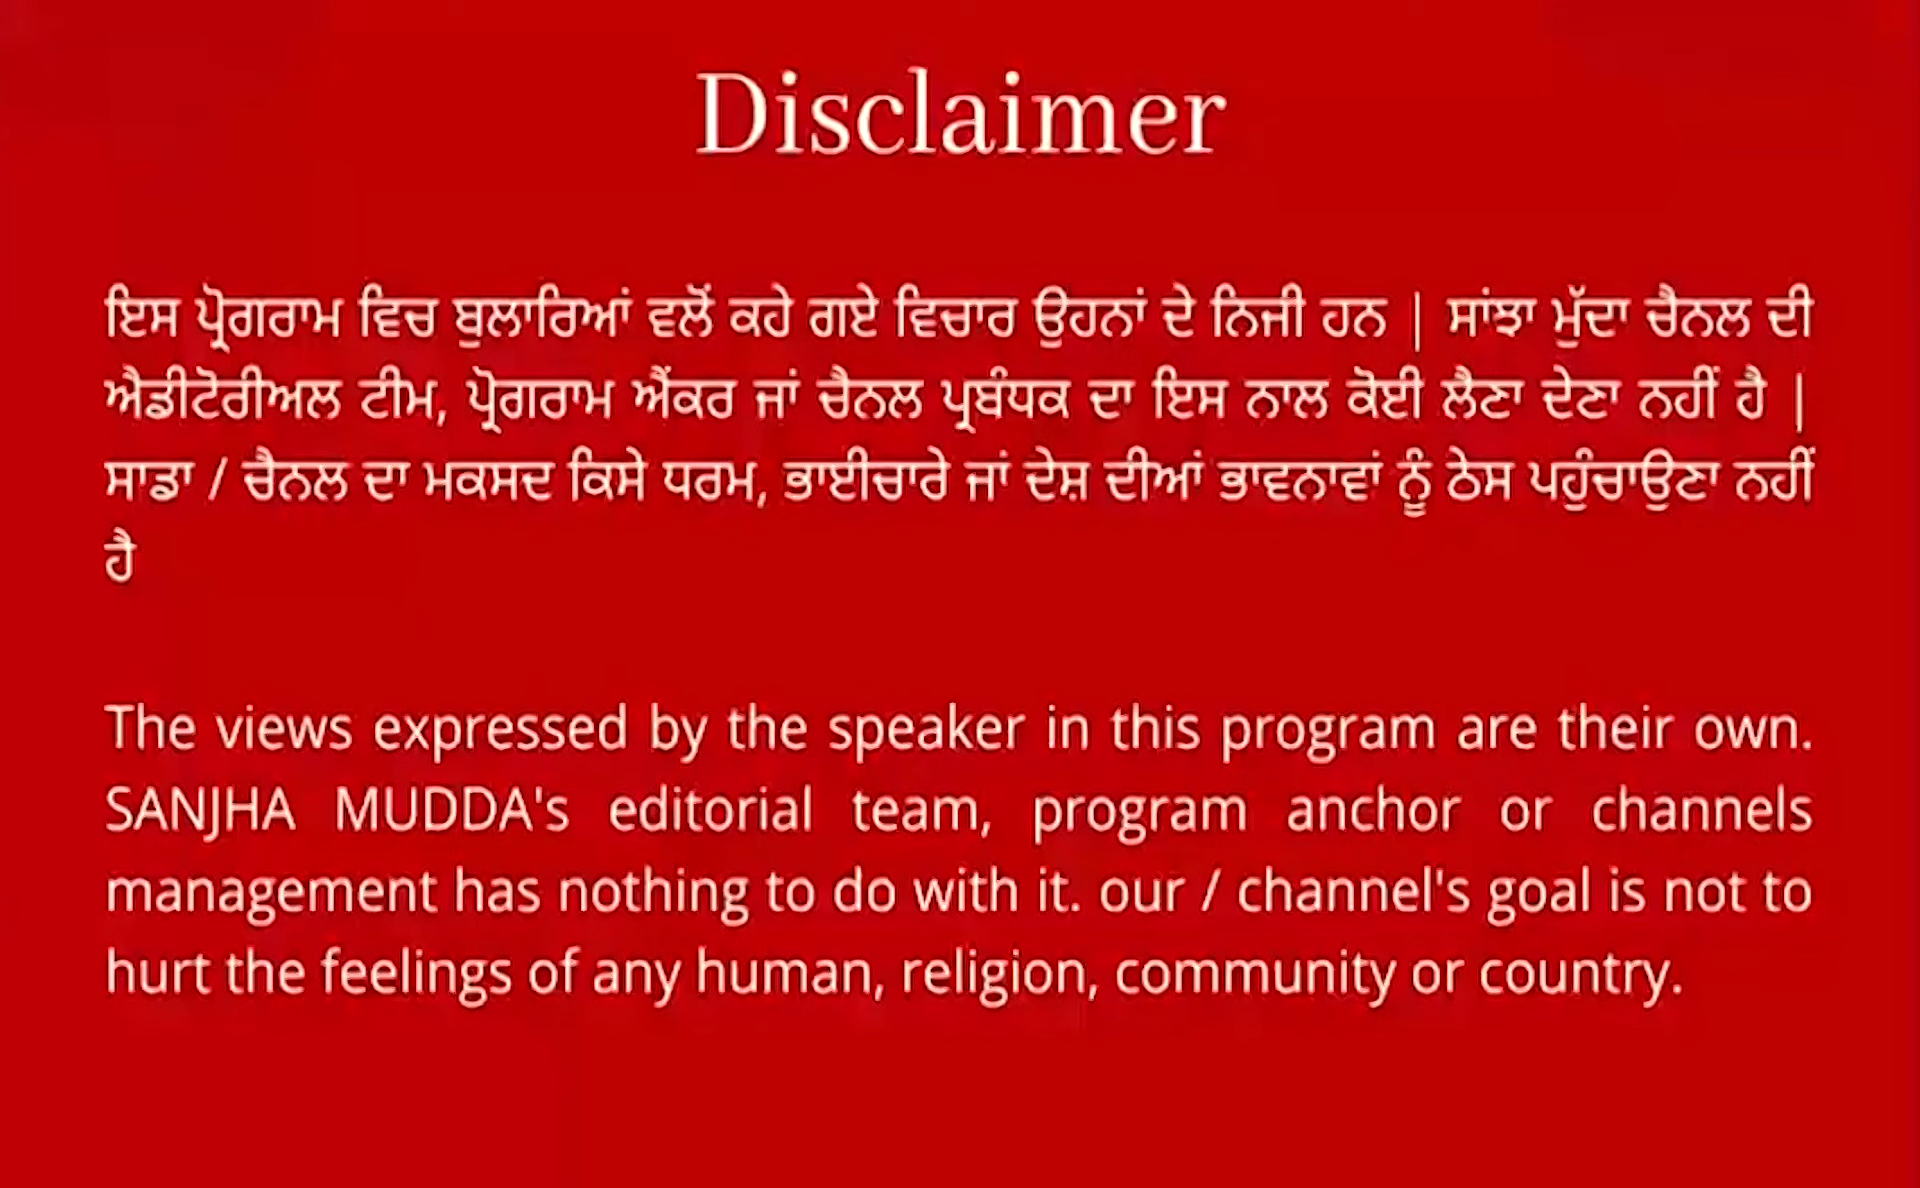 Disclaimer
ਇਸ ਪ੍ਰੋਗਰਾਮ ਵਿਚ ਬੁਲਾਰਿਆਂ ਵਲੋਂ ਕਹੇ ਗਏ ਵਿਚਾਰ ਉਹਨਾਂ ਦੇ ਨਿਜੀ ਹਨ | ਸਾਂਝਾ ਮੁੱਦਾ ਚੈਨਲ ਦੀ
ਐਡੀਟੋਰੀਅਲ ਟੀਮ, ਪ੍ਰੋਗਰਾਮ ਐਂਕਰ ਜਾਂ ਚੈਨਲ ਪ੍ਰਬੰਧਕ ਦਾ ਇਸ ਨਾਲ ਕੋਈ ਲੈਣਾ ਦੇਣਾ ਨਹੀਂ ਹੈ |
ਸਾਡਾ / ਚੈਨਲ ਦਾ ਮਕਸਦ ਕਿਸੇ ਧਰਮ, ਭਾਈਚਾਰੇ ਜਾਂ ਦੇਸ਼ ਦੀਆਂ ਭਾਵਨਾਵਾਂ ਨੂੰ ਠੇਸ ਪਹੁੰਚਾਉਣਾ ਨਹੀਂ
ਹੈ
The views expressed by the speaker in this program are their own.
SANJHA MUDDA's editorial team, program anchor or channels
management has nothing to do with it. our / channel's goal is not to
hurt the feelings of any human, religion, community or country.